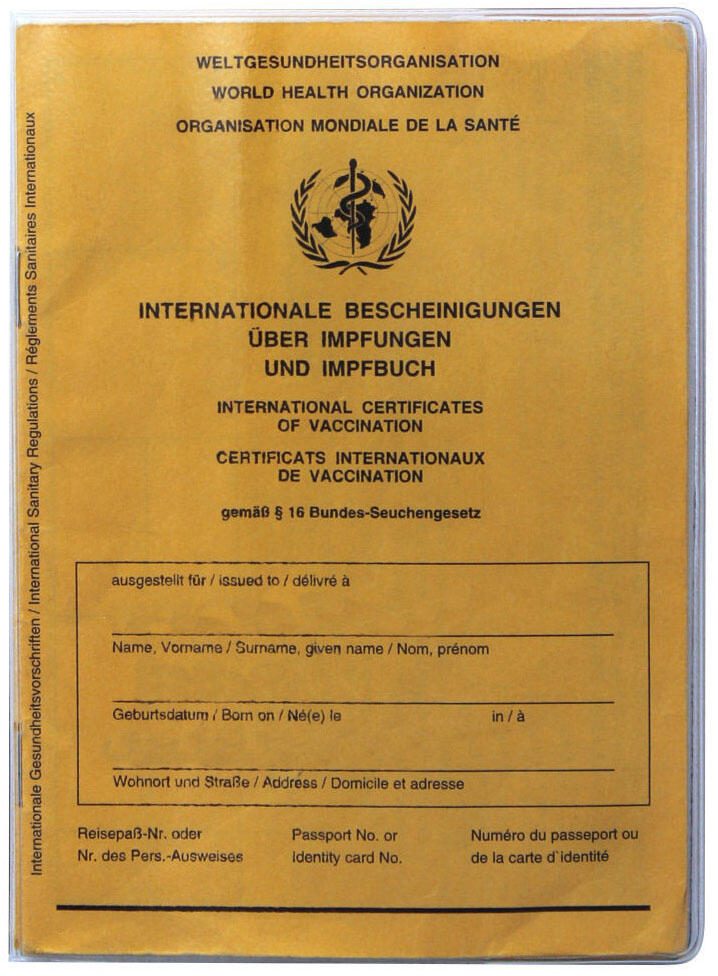 WELTGESUNDHEITSORGANISATION
WORLD HEALTH ORGANIZATION
ORGANISATION MONDIALE DE LA SANTÉ
INTERNATIONALE BESCHEINIGUNGEN
ÜBER IMPFUNGEN
UND IMPFBUCH
INTERNATIONAL CERTIFICATES
OF VACCINATION
CERTIFICATS INTERNATIONAUX
DE VACCINATION
gemäß § 16 Bundes-Seuchengesetz
ausgestellt für / issued to / délivré à
Name, Vorname / Surname, given name / Nom, prénom
Geburtsdatum / Born on / Né(e) le in / à
Wohnort und Straße / Address / Domicile et adresse
Reisepaß-Nr. oder Passport No. or Numéro du passeport ou
Nr. des Pers.-Ausweises Identity card No. de la carte d`identité
Internationale Gesundheitsvorschriften / International Sanitary Regulations / Réglements Sanitaires Internationaux